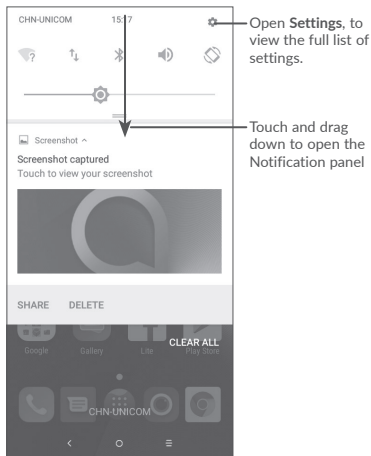 CHN-UNICOM
15:17
Open Settings, to
view the full list of
settings.
?
Touch and drag
down to open the
Notification panel
Screenshot
Screenshot captured
Touch to view your screenshot
SHARE DELETE
CLEAR ALL
Google Gallery Lite Play Store
CHN-UNICOM